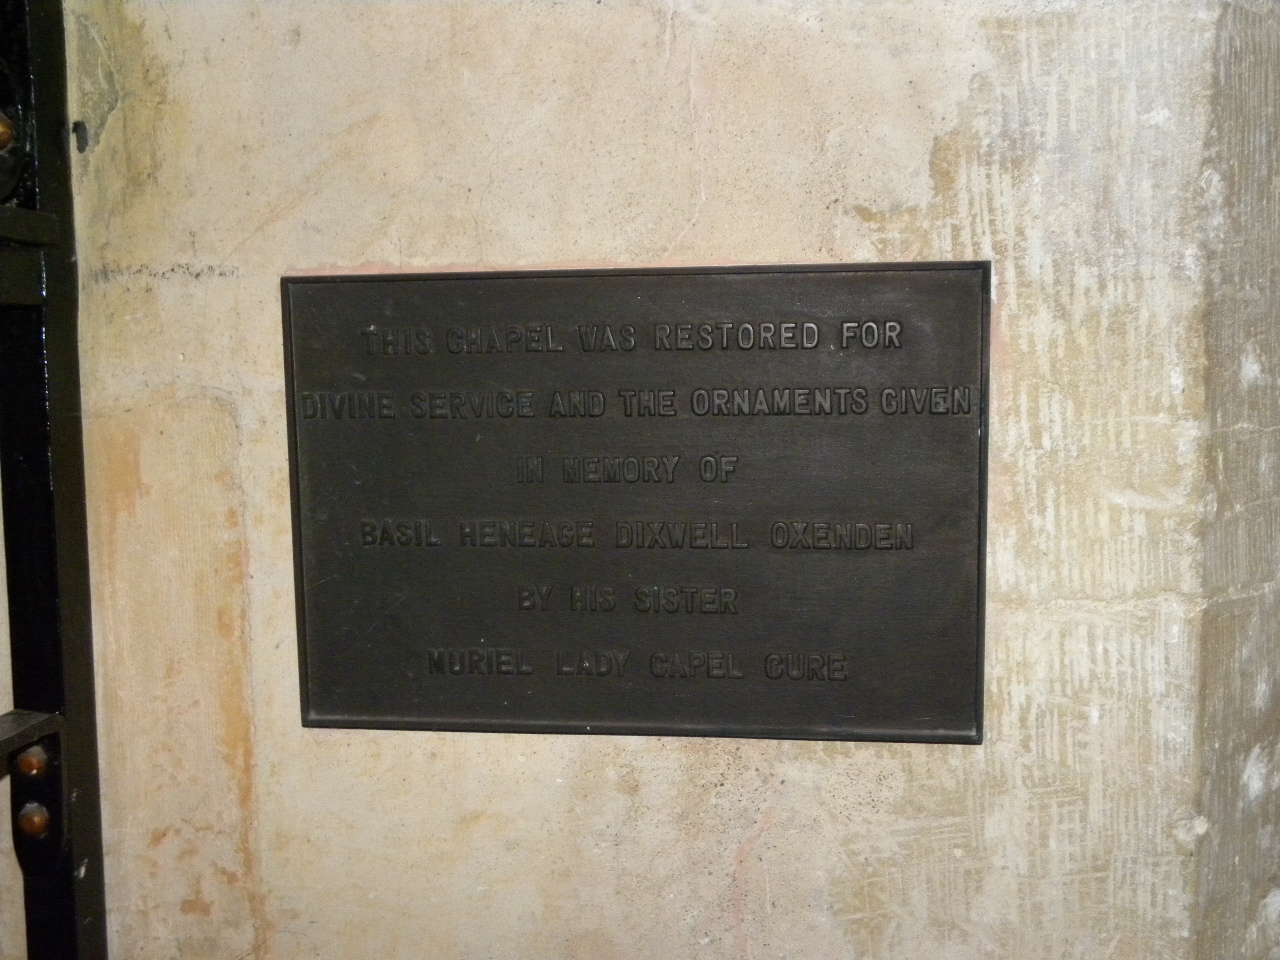 THIS CHAPEL WAS RESTORED FOR
DIVINE SERVICE AND THE ORNAMENTS GIVEN
IN MEMORY OF
BASIL HENEAGE DIXWELL OXENDEN
BY HIS SISTER
MURIEL LADY CAPEL CURE